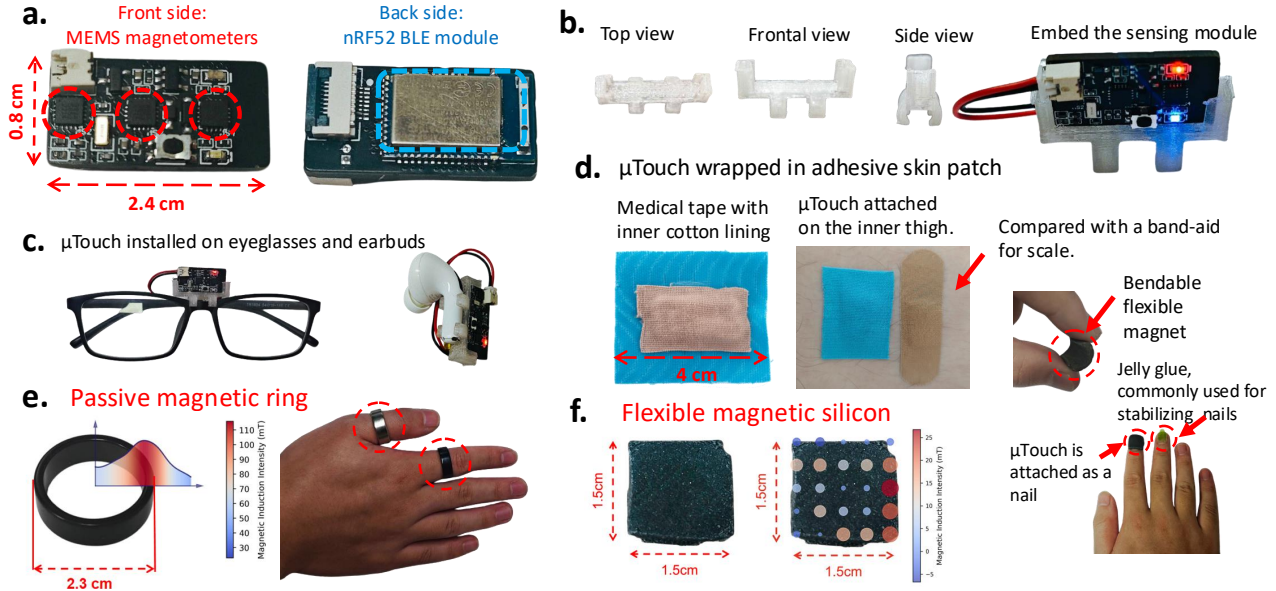 a.
Front side:
MEMS magnetometers
Back side:
nRF52 BLE module
0.8 cm
2.4 cm
b.
Top view
Frontal view
Side view
Embed the sensing module
c.
μTouch installed on eyeglasses and earbuds
d.
μTouch wrapped in adhesive skin patch
Medical tape with
inner cotton lining
4 cm
μTouch attached
on the inner thigh.
Compared with a band-aid
for scale.
Bendable
flexible
magnet
Jelly glue,
commonly used for
stabilizing nails
μTouch is
attached as a
nail
e.
Passive magnetic ring
2.3 cm
110
100
90
80
70
60
50
40
30
Magnetic Induction Intensity (mT)
f.
Flexible magnetic silicon
1.5cm
1.5cm
1.5cm
1.5cm
25
20
15
10
5
0
−5
Magnetic Induction Intensity (mT)